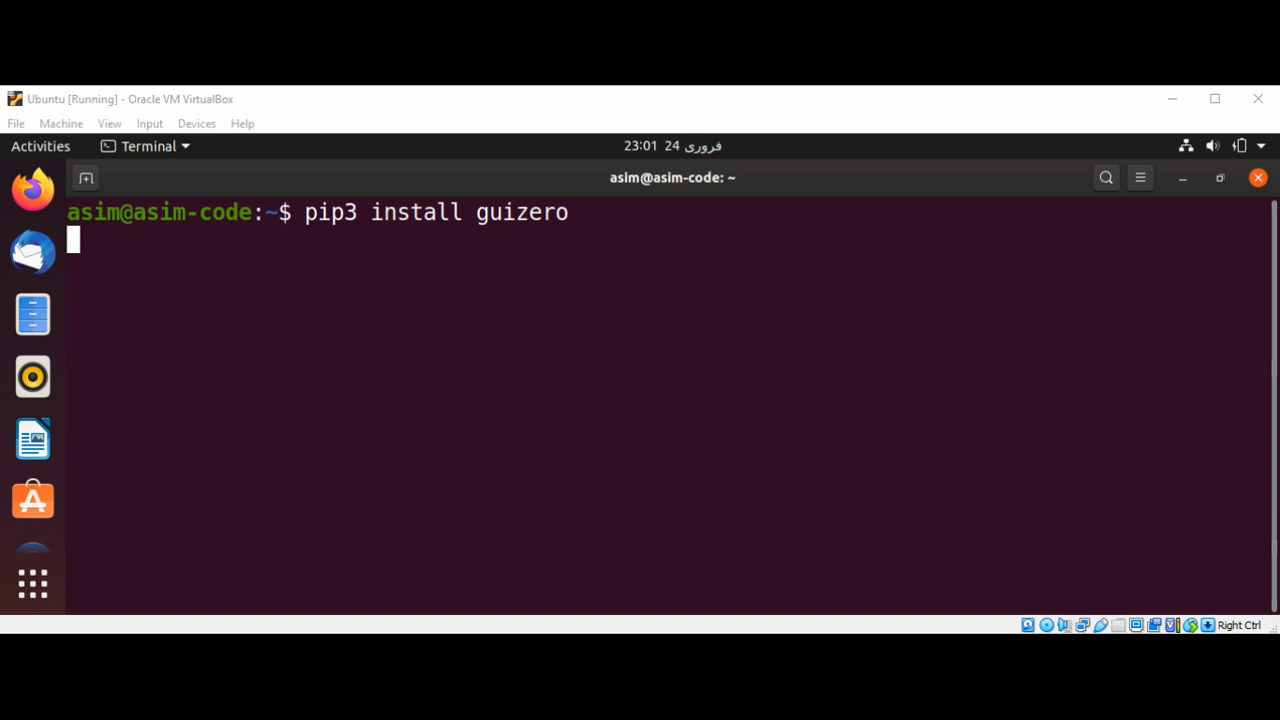 Ubuntu [Running] - Oracle VM VirtualBox
File Machine View Input Devices Help
Activities Terminal 23:01 24 فروری
asim@asim-code: ~
asim@asim-code:~$ pip3 install guizero
Right Ctrl